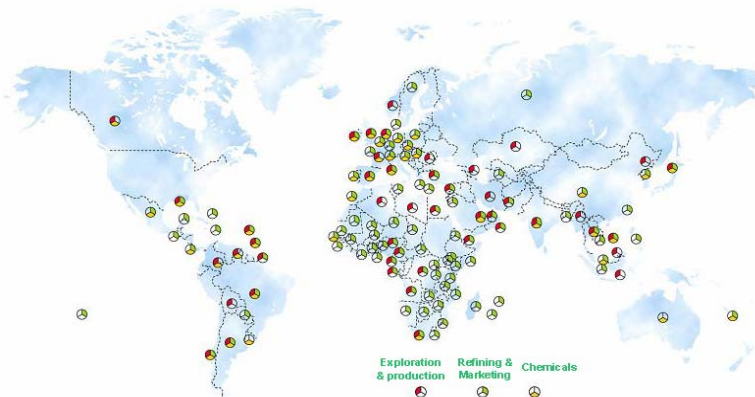 Exploration
& production
Refining &
Marketing
Chemicals